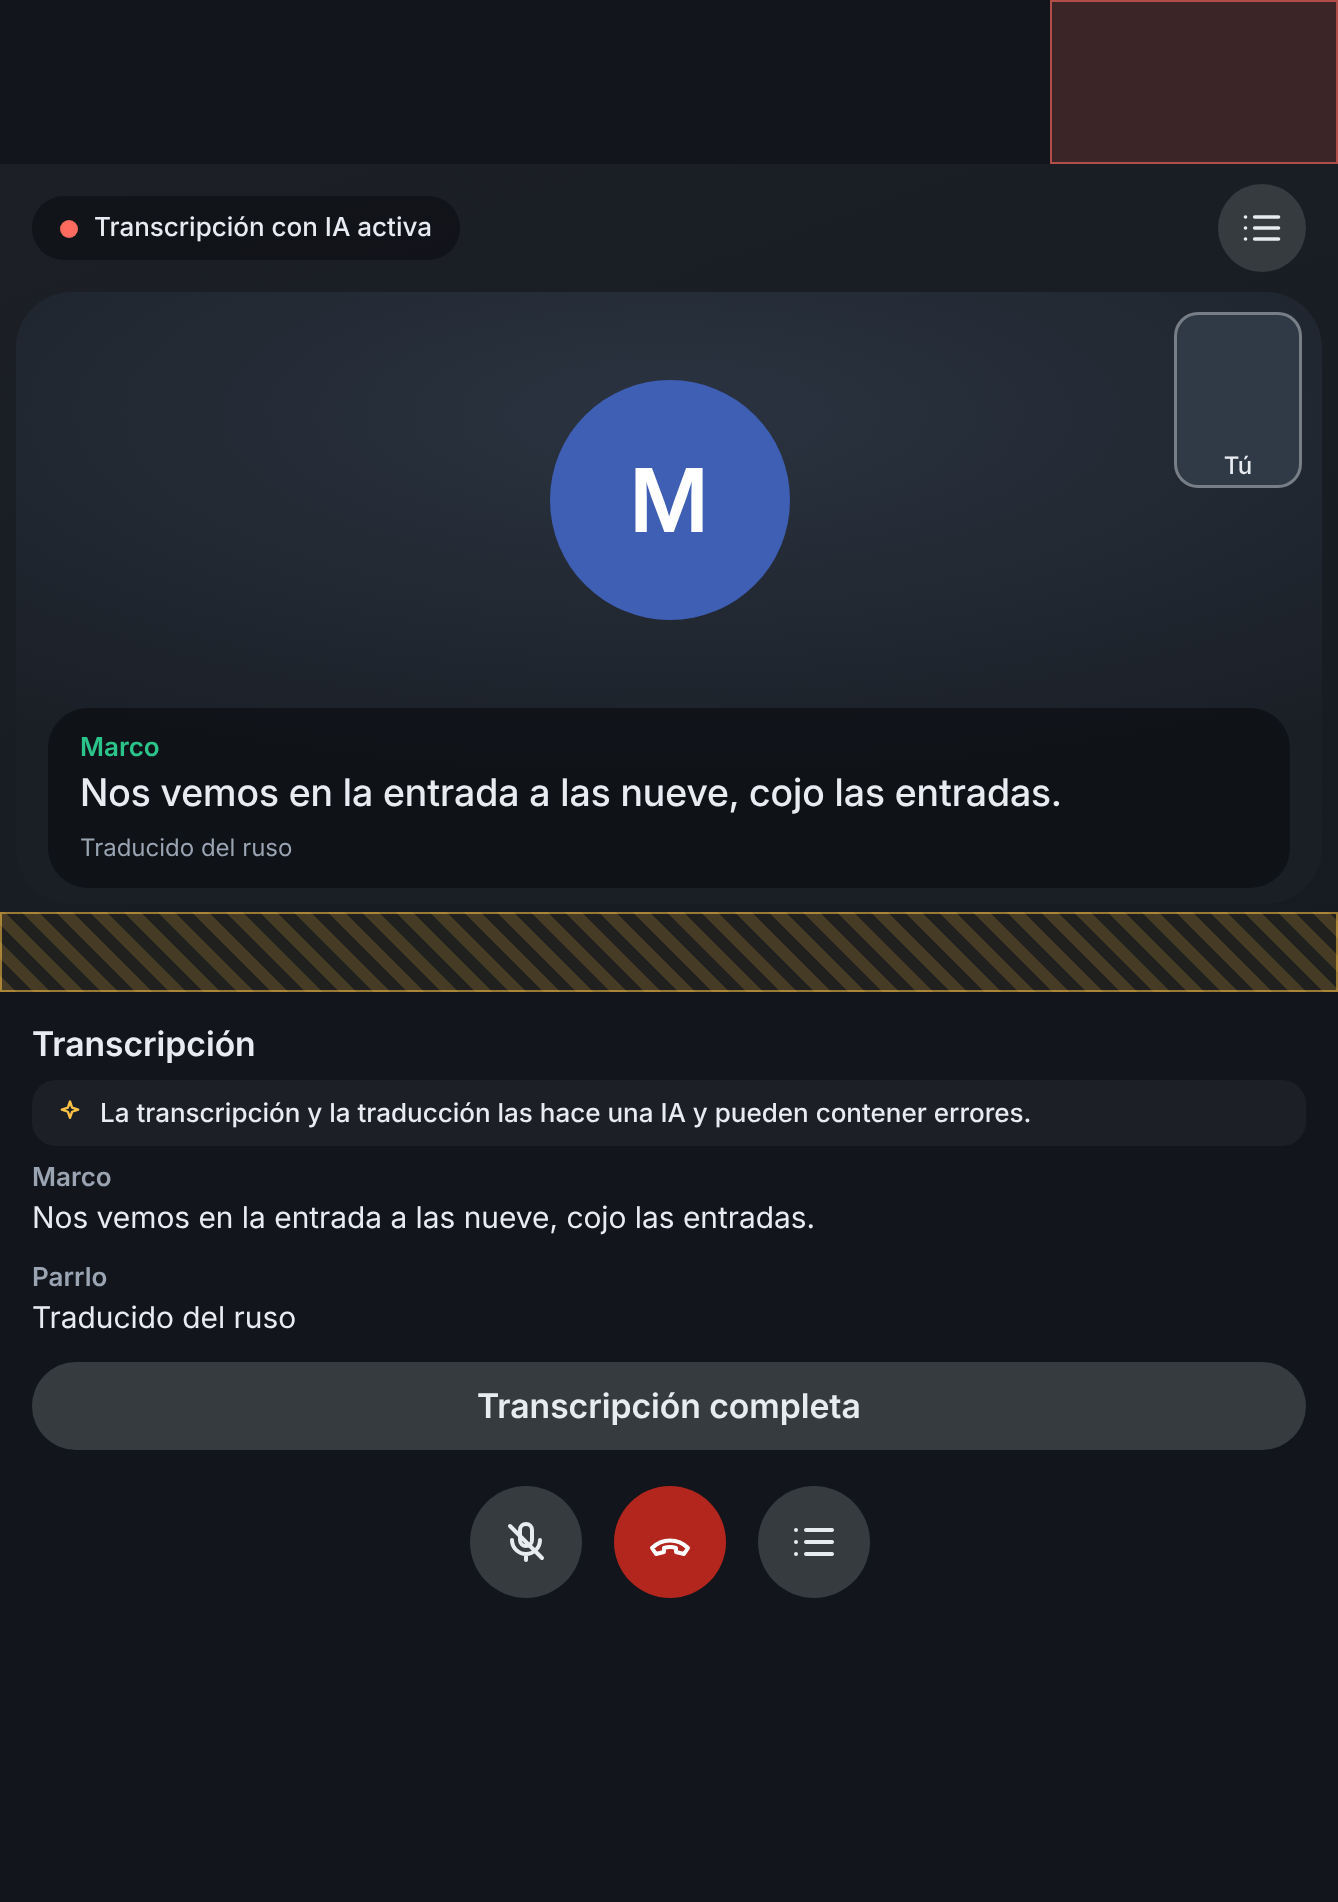 Transcripción con IA activa
M
Tú
Marco
Nos vemos en la entrada a las nueve, cojo las entradas.
Traducido del ruso
Transcripción
La transcripción y la traducción las hace una IA y pueden contener errores.
Marco
Nos vemos en la entrada a las nueve, cojo las entradas.
Parrlo
Traducido del ruso
Transcripción completa